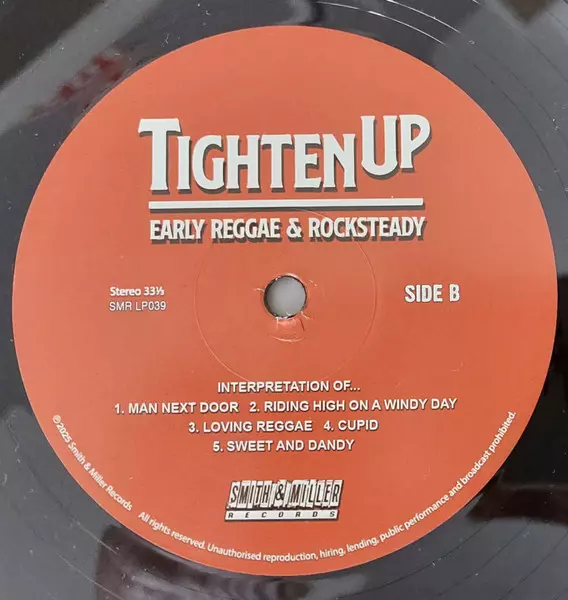 TIGHTEN UP
EARLY REGGAE & ROCKSTEADY
Stereo 33⅓
SMR LP039
SIDE B
INTERPRETATION OF...
1. MAN NEXT DOOR 2. RIDING HIGH ON A WINDY DAY
3. LOVING REGGAE 4. CUPID
5. SWEET AND DANDY
SMITH & MILLER
RECORDS
℗2025 Smith & Miller Records All rights reserved. Unauthorised reproduction, hiring, lending, public performance and broadcast prohibited.